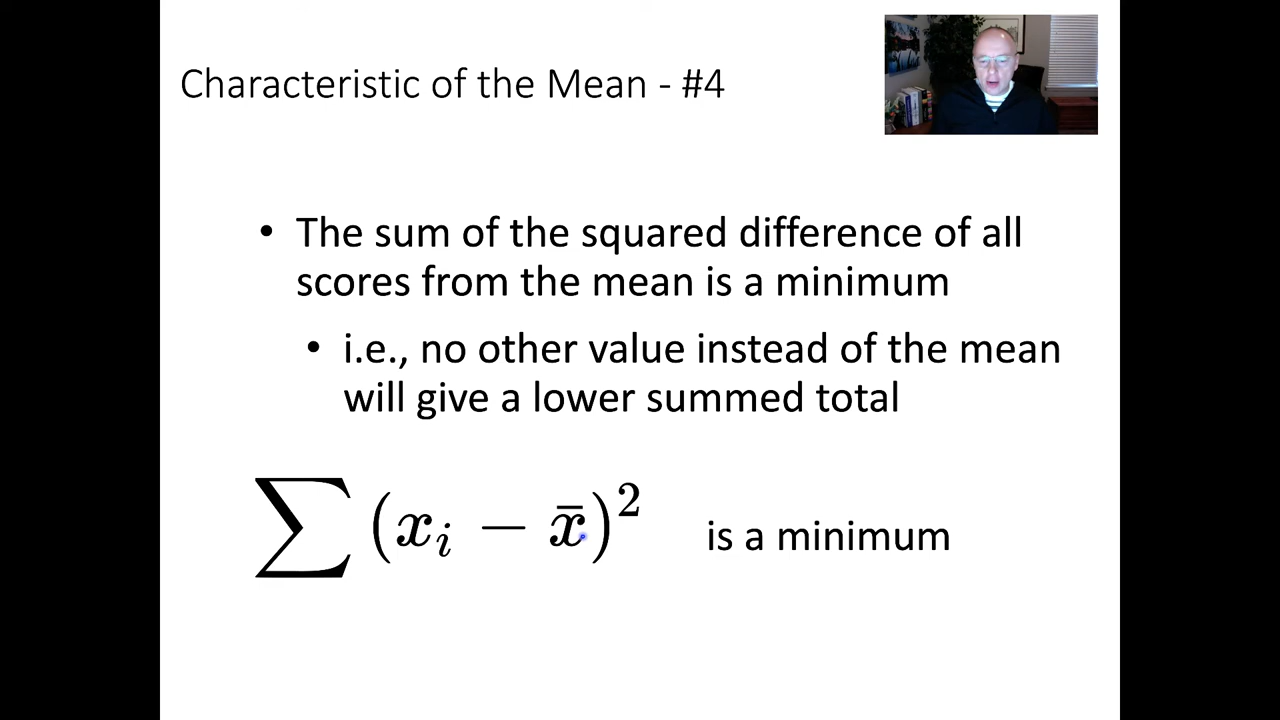 Characteristic of the Mean - #4
• The sum of the squared difference of all
scores from the mean is a minimum
• i.e., no other value instead of the mean
will give a lower summed total
∑ (xᵢ − x̄)² is a minimum